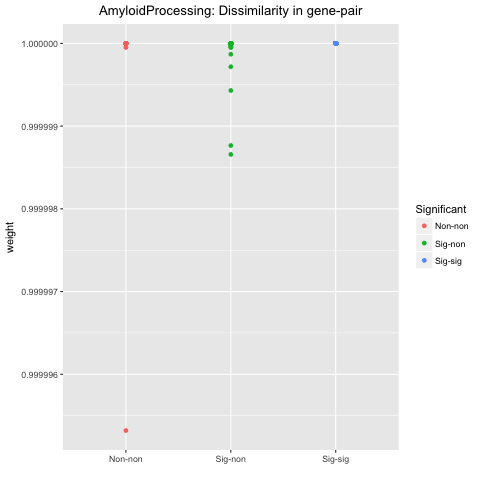 AmyloidProcessing: Dissimilarity in gene-pair
1.000000
0.999999
0.999998
0.999997
0.999996
weight
Non-non
Sig-non
Sig-sig
Significant
Non-non
Sig-non
Sig-sig